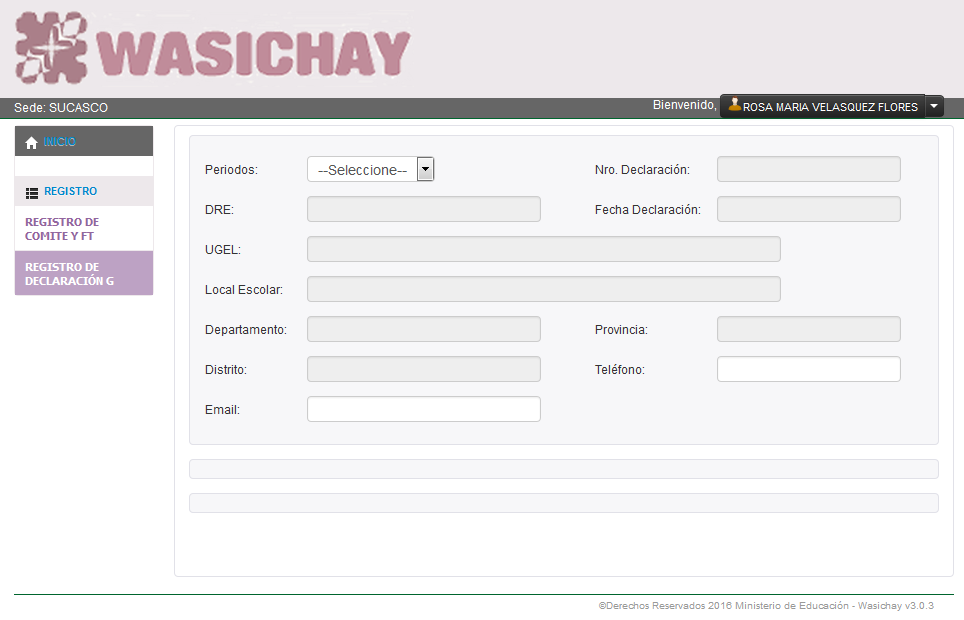 WASICHAY
Sede: SUCASCO
Bienvenido, ROSA MARIA VELASQUEZ FLORES
INICIO
REGISTRO
REGISTRO DE
COMITE Y FT
REGISTRO DE
DECLARACIÓN G
Periodos: --Seleccione-- Nro. Declaración:
DRE: Fecha Declaración:
UGEL:
Local Escolar:
Departamento: Provincia:
Distrito: Teléfono:
Email:
©Derechos Reservados 2016 Ministerio de Educación - Wasichay v3.0.3